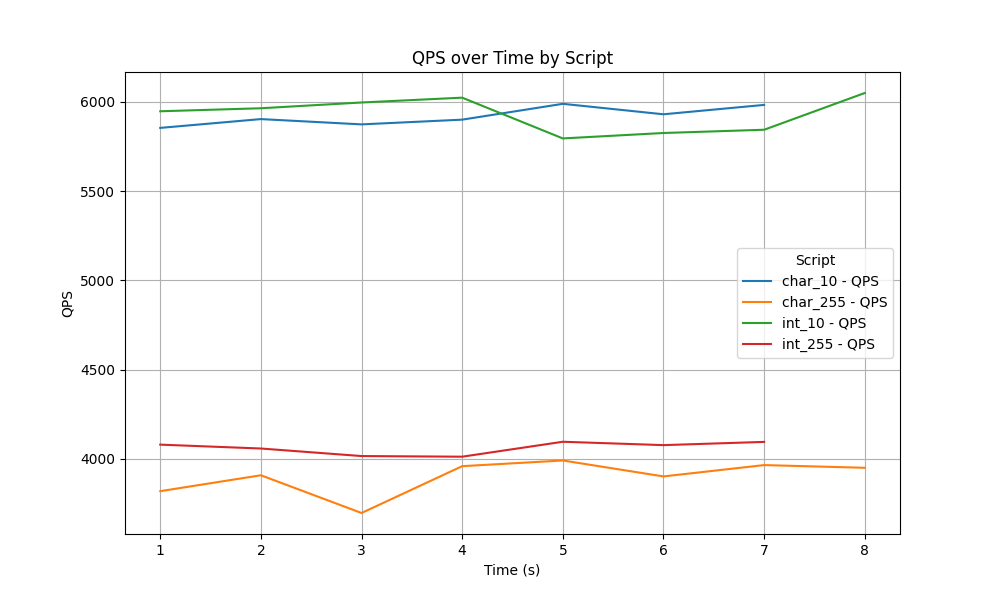 QPS over Time by Script
6000
5500
5000
4500
4000
QPS
Script
char_10 - QPS
char_255 - QPS
int_10 - QPS
int_255 - QPS
1 2 3 4 5 6 7 8
Time (s)